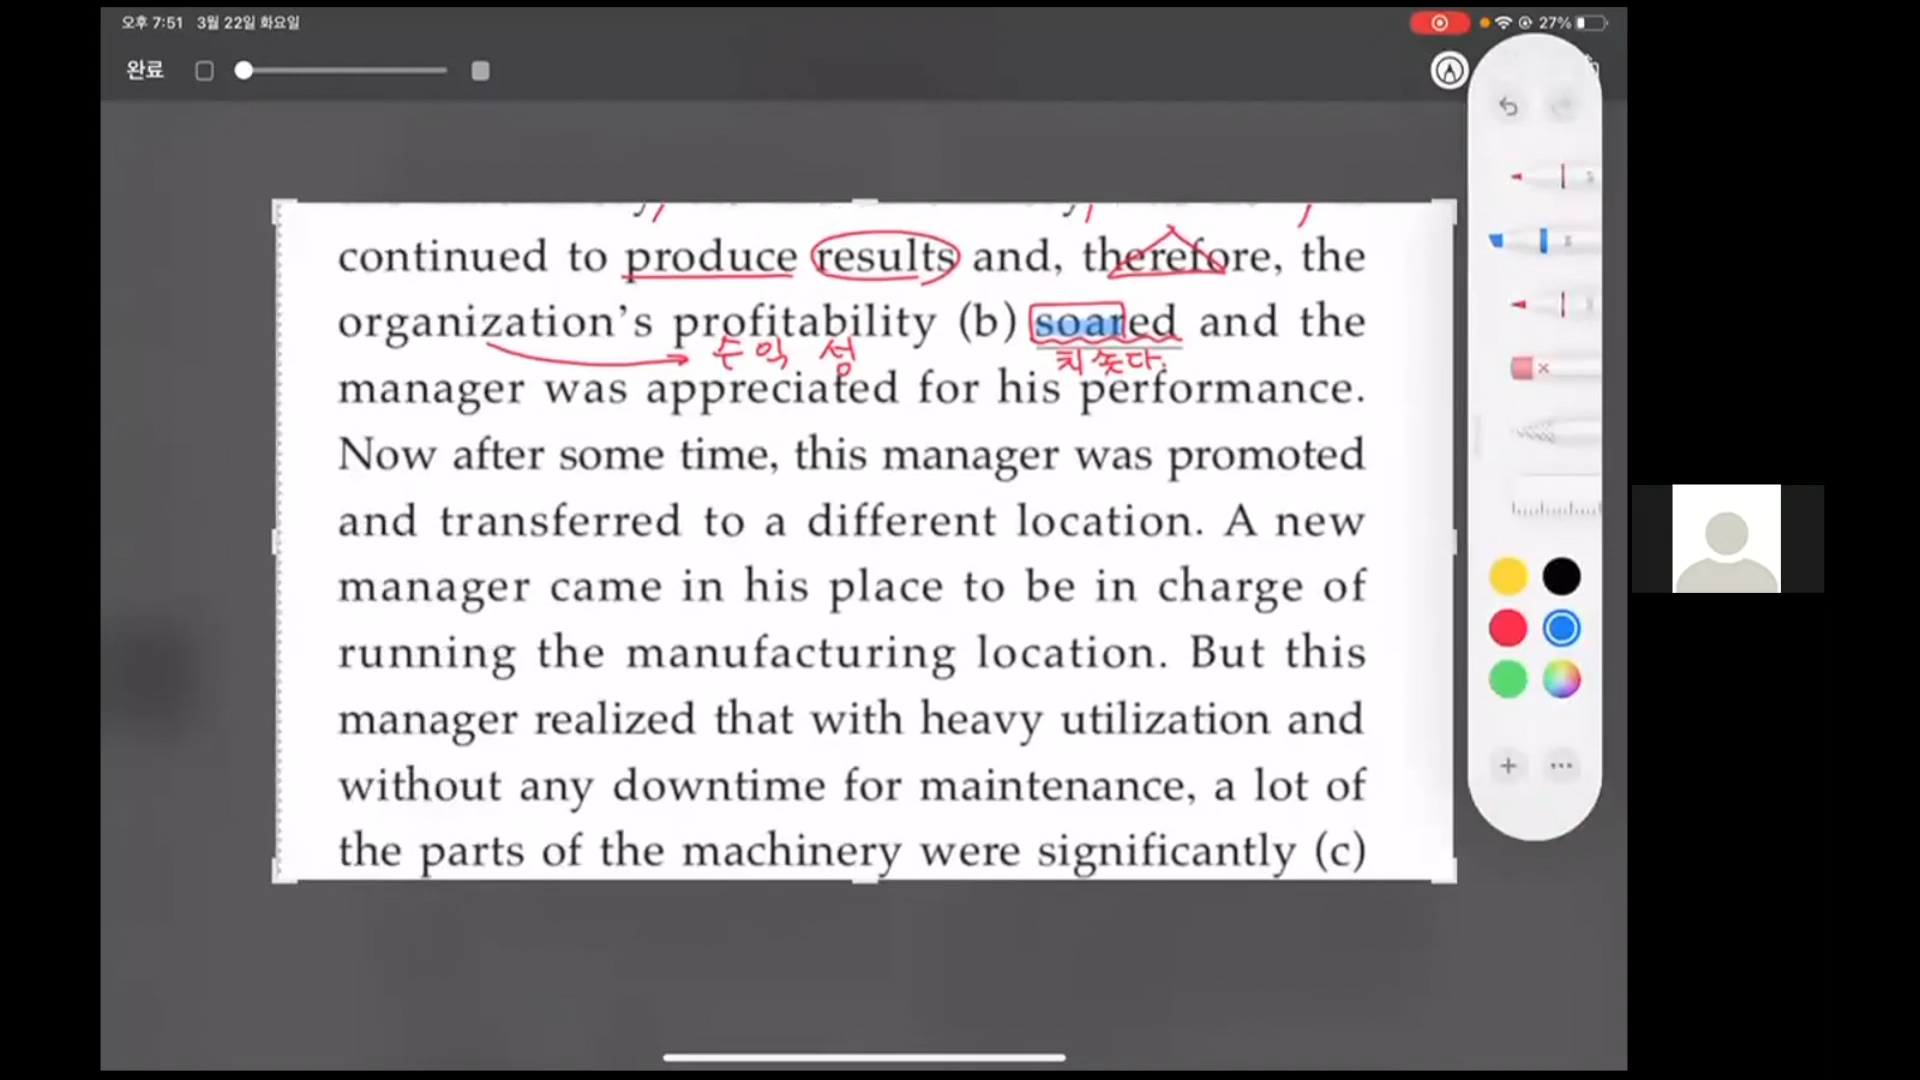 오후 7:51 3월 22일 화요일
27%
완료
continued to produce results and, therefore, the
organization's profitability (b) soared and the
수익성
치솟다.
manager was appreciated for his performance.
Now after some time, this manager was promoted
and transferred to a different location. A new
manager came in his place to be in charge of
running the manufacturing location. But this
manager realized that with heavy utilization and
without any downtime for maintenance, a lot of
the parts of the machinery were significantly (c)